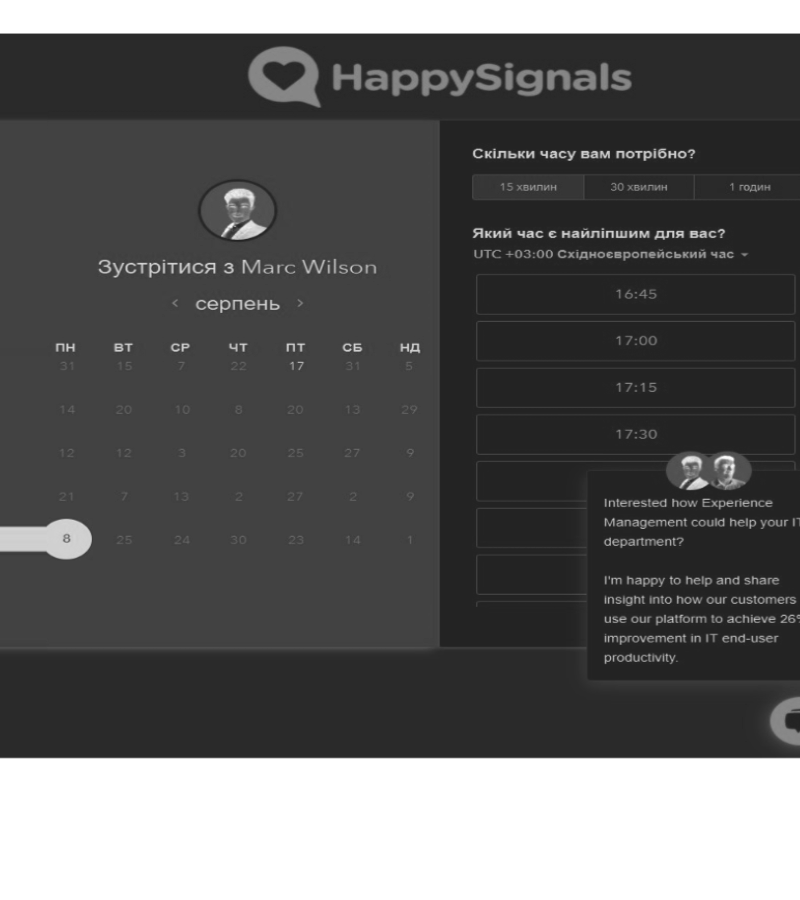 HappySignals
Зустрітися з Marc Wilson
‹ серпень ›
ПН ВТ СР ЧТ ПТ СБ НД
31 15 7 22 17 31 5
14 20 10 8 20 13 29
12 12 3 20 25 27 9
21 7 13 2 27 2 9
8 25 24 30 23 14 1
Скільки часу вам потрібно?
15 хвилин 30 хвилин 1 годин
Який час є найліпшим для вас?
UTC +03:00 Східноєвропейський час
16:45
17:00
17:15
17:30
Interested how Experience
Management could help your IT
department?
I'm happy to help and share
insight into how our customers
use our platform to achieve 26%
improvement in IT end-user
productivity.